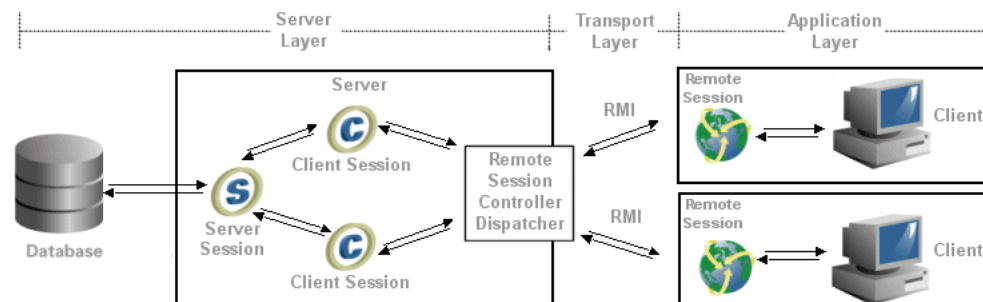 Server
Layer
Transport
Layer
Application
Layer
Server
C
Client Session
S
Server
Session
C
Client Session
Database
Remote
Session
Controller
Dispatcher
RMI
RMI
Remote
Session
Client
Remote
Session
Client